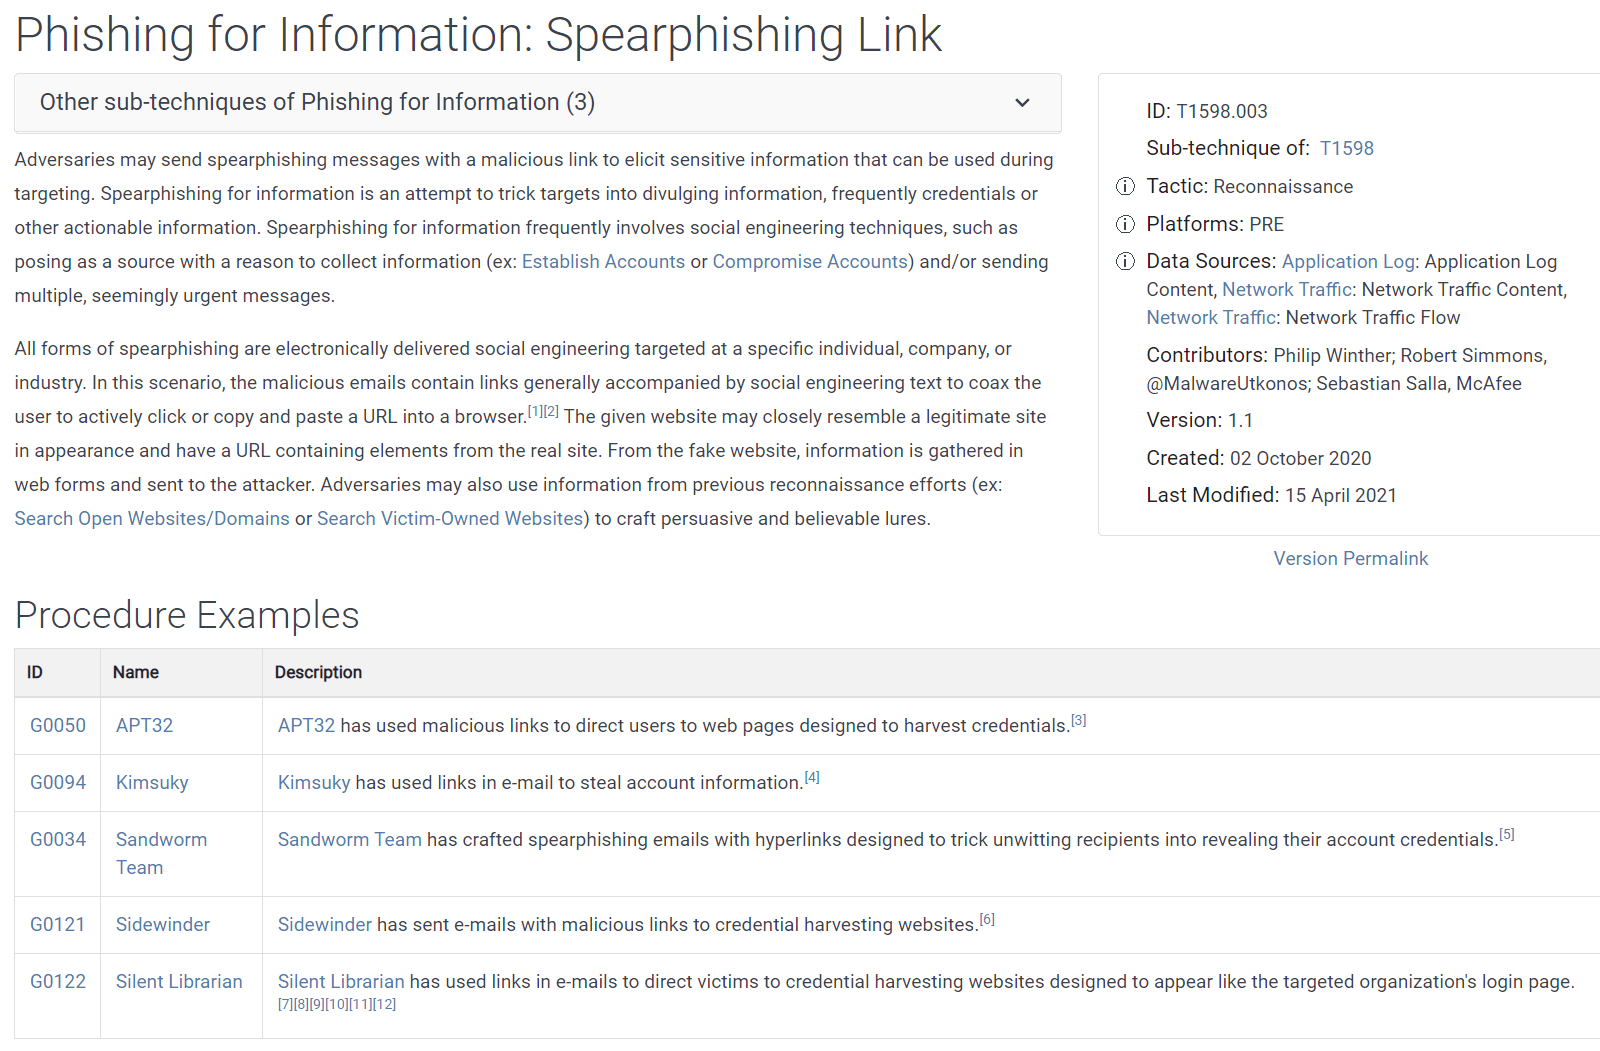 Phishing for Information: Spearphishing Link
Other sub-techniques of Phishing for Information (3)
Adversaries may send spearphishing messages with a malicious link to elicit sensitive information that can be used during
targeting. Spearphishing for information is an attempt to trick targets into divulging information, frequently credentials or
other actionable information. Spearphishing for information frequently involves social engineering techniques, such as
posing as a source with a reason to collect information (ex: Establish Accounts or Compromise Accounts) and/or sending
multiple, seemingly urgent messages.
All forms of spearphishing are electronically delivered social engineering targeted at a specific individual, company, or
industry. In this scenario, the malicious emails contain links generally accompanied by social engineering text to coax the
user to actively click or copy and paste a URL into a browser.[1][2] The given website may closely resemble a legitimate site
in appearance and have a URL containing elements from the real site. From the fake website, information is gathered in
web forms and sent to the attacker. Adversaries may also use information from previous reconnaissance efforts (ex:
Search Open Websites/Domains or Search Victim-Owned Websites) to craft persuasive and believable lures.
ID: T1598.003
Sub-technique of: T1598
Tactic: Reconnaissance
Platforms: PRE
Data Sources: Application Log: Application Log
Content, Network Traffic: Network Traffic Content,
Network Traffic: Network Traffic Flow
Contributors: Philip Winther; Robert Simmons,
@MalwareUtkonos; Sebastian Salla, McAfee
Version: 1.1
Created: 02 October 2020
Last Modified: 15 April 2021
Version Permalink
Procedure Examples
ID Name Description
G0050 APT32 APT32 has used malicious links to direct users to web pages designed to harvest credentials.[3]
G0094 Kimsuky Kimsuky has used links in e-mail to steal account information.[4]
G0034 Sandworm Sandworm Team has crafted spearphishing emails with hyperlinks designed to trick unwitting recipients into revealing their account credentials.[5]
Team
G0121 Sidewinder Sidewinder has sent e-mails with malicious links to credential harvesting websites.[6]
G0122 Silent Librarian Silent Librarian has used links in e-mails to direct victims to credential harvesting websites designed to appear like the targeted organization's login page.
[7][8][9][10][11][12]